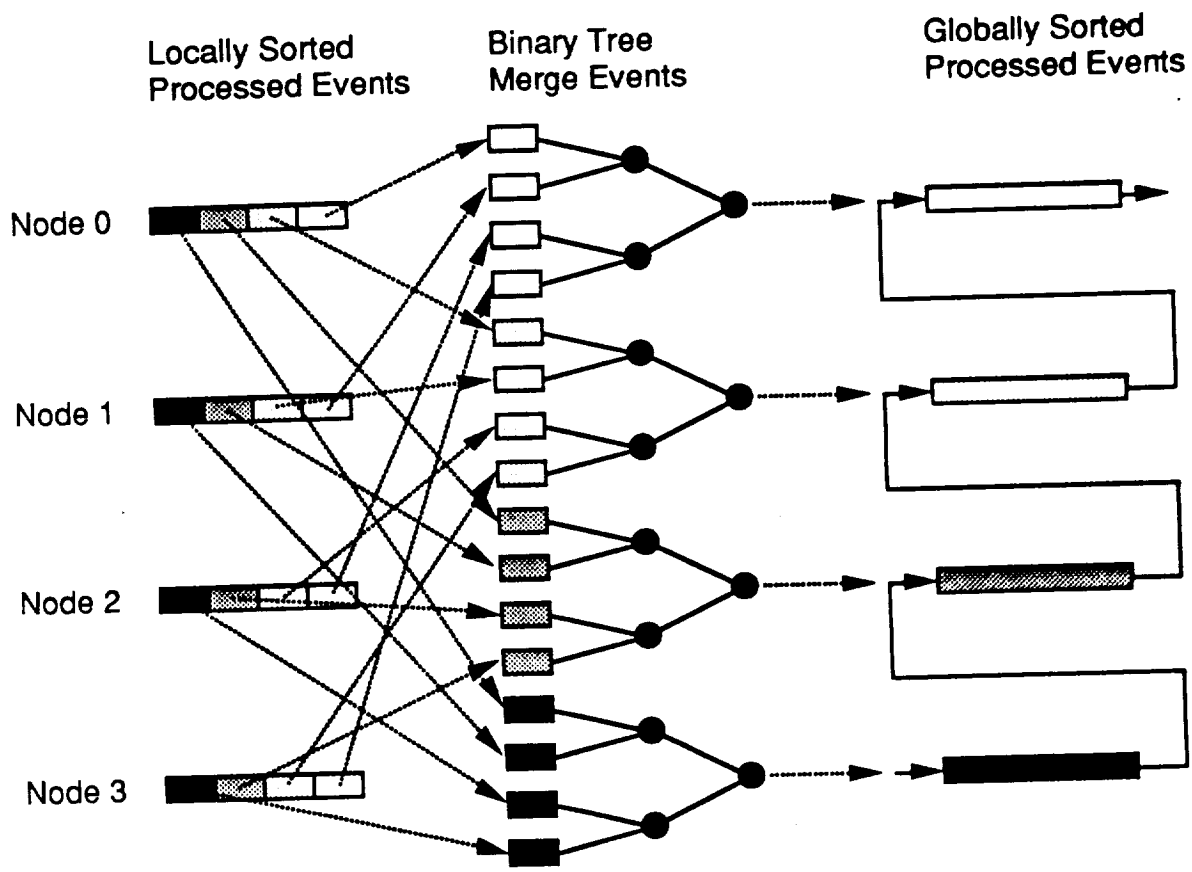 Locally Sorted
Processed Events
Binary Tree
Merge Events
Globally Sorted
Processed Events
Node 0
Node 1
Node 2
Node 3